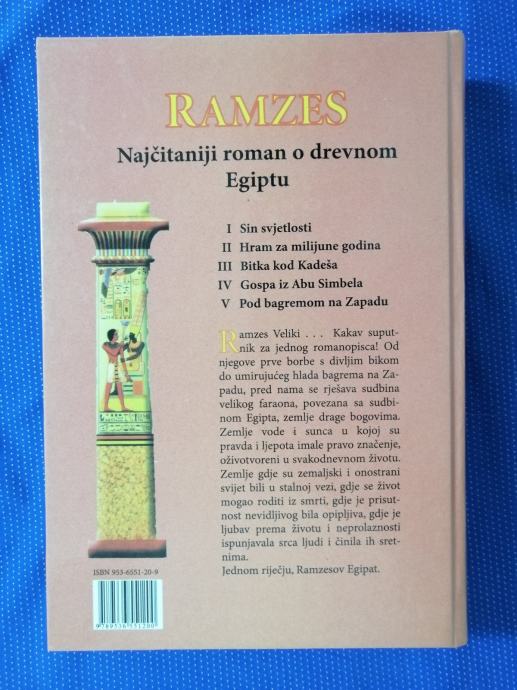 RAMZES
Najčitaniji roman o drevnom
Egiptu
I Sin svjetlosti
II Hram za milijune godina
III Bitka kod Kadeša
IV Gospa iz Abu Simbela
V Pod bagremom na Zapadu
Ramzes Veliki . . . Kakav suput-
nik za jednog romanopisca! Od
njegove prve borbe s divljim bikom
do umirućeg hlada bagrema na Za-
padu, pred nama se rješava sudbina
velikog faraona, povezana sa sudbi-
nom Egipta, zemlje drage bogovima.
Zemlje vode i sunca u kojoj su
pravda i ljepota imale pravo značenje,
oživotvoreni u svakodnevnom životu.
Zemlje gdje su zemaljski i onostrani
svijet bili u stalnoj vezi, gdje se život
mogao roditi iz smrti, gdje je prisut-
nost nevidljivog bila opipljiva, gdje je
ljubav prema životu i neprolaznosti
ispunjavala srca ljudi i činila ih sret-
nima.
Jednom riječju, Ramzesov Egipat.
ISBN 953-6551-20-9
9789536551200